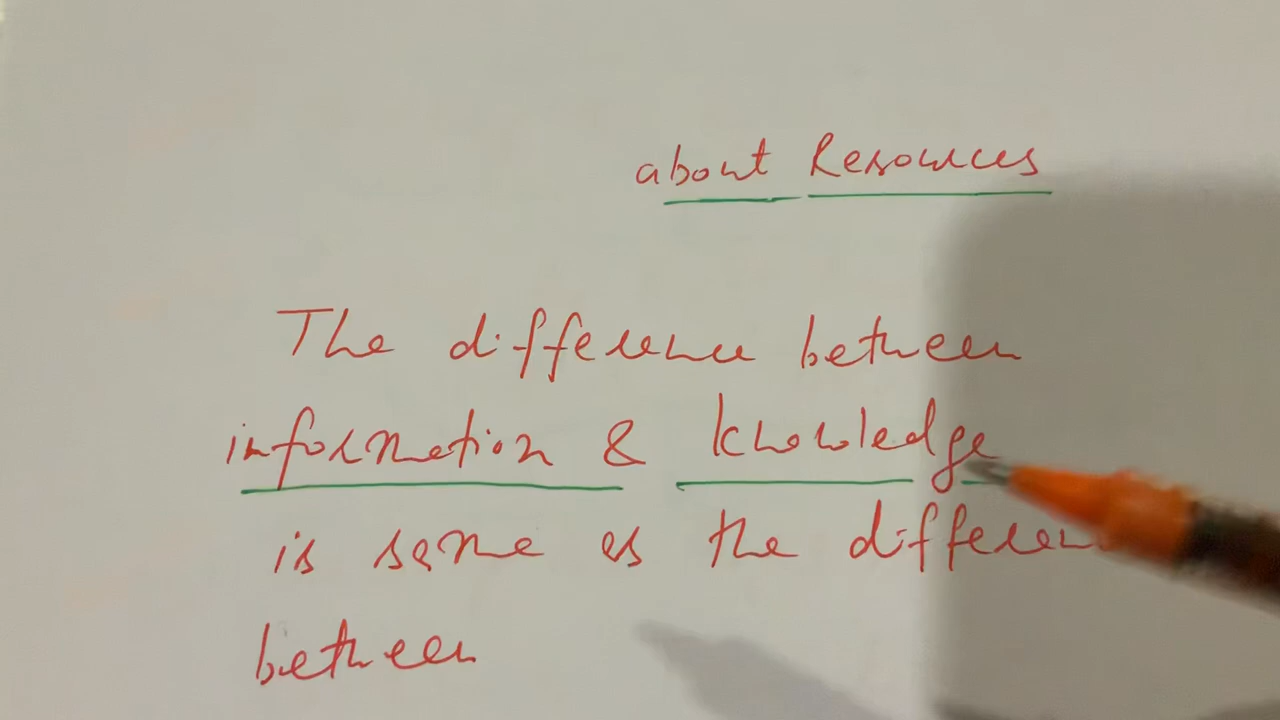 about Resources
The difference between
information & knowledge
is same as the
between